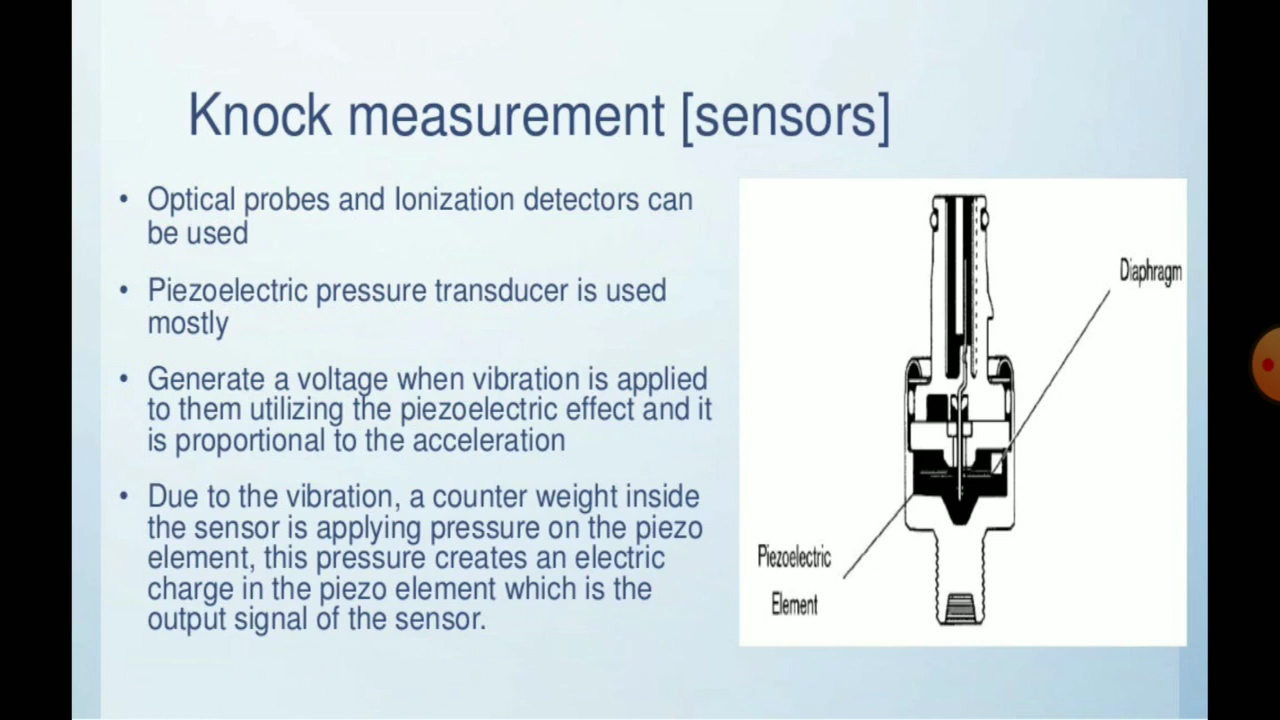 Knock measurement [sensors]
• Optical probes and Ionization detectors can
be used
• Piezoelectric pressure transducer is used
mostly
• Generate a voltage when vibration is applied
to them utilizing the piezoelectric effect and it
is proportional to the acceleration
• Due to the vibration, a counter weight inside
the sensor is applying pressure on the piezo
element, this pressure creates an electric
charge in the piezo element which is the
output signal of the sensor.
Diaphragm
Piezoelectric
Element